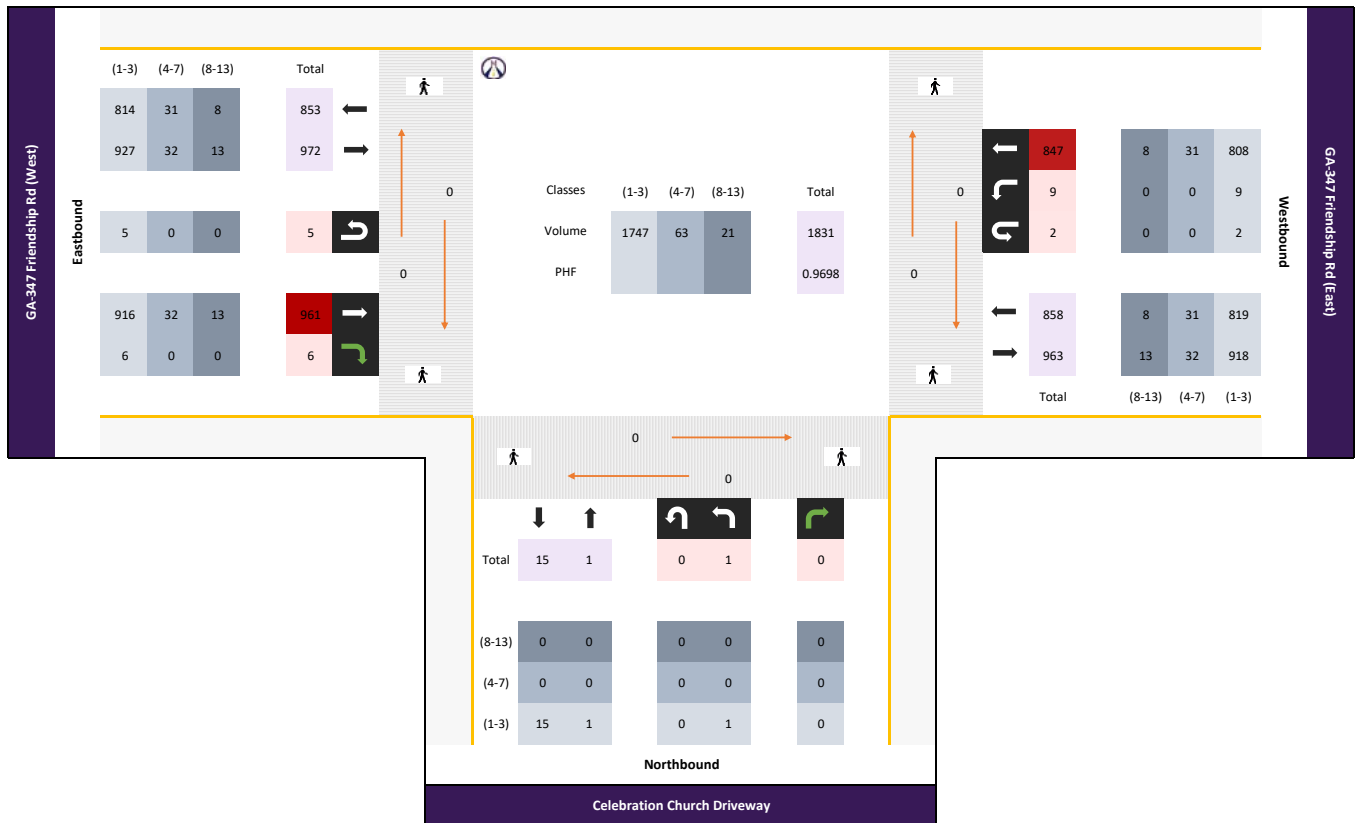 (1-3) (4-7) (8-13) Total
814 31 8 853
927 32 13 972
5 0 0 5
916 32 13 961
6 0 0 6
GA-347 Friendship Rd (West)
Eastbound
0
0
Classes (1-3) (4-7) (8-13) Total
Volume 1747 63 21 1831
PHF 0.9698
0
0
847 8 31 808
9 0 0 9
2 0 0 2
858 8 31 819
963 13 32 918
Total (8-13) (4-7) (1-3)
Westbound
GA-347 Friendship Rd (East)
0
0
Total 15 1 0 1 0
(8-13) 0 0 0 0 0
(4-7) 0 0 0 0 0
(1-3) 15 1 0 1 0
Northbound
Celebration Church Driveway